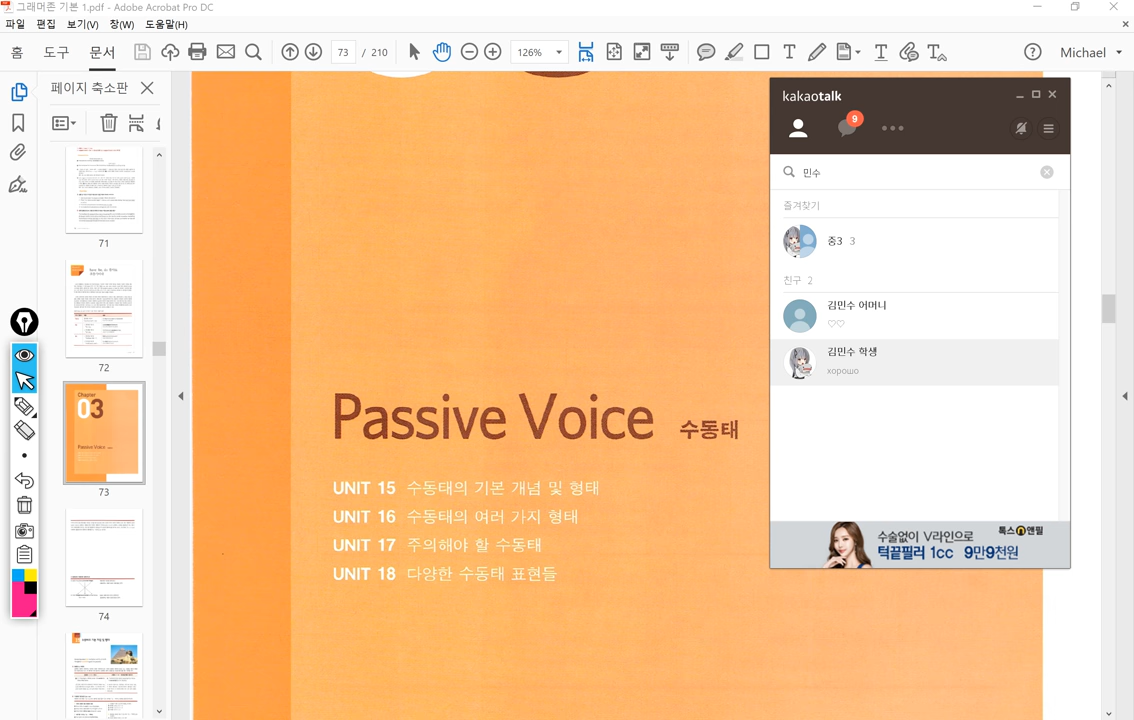 그래머존 기본 1.pdf - Adobe Acrobat Pro DC
파일 편집 보기(V) 창(W) 도움말(H)
홈 도구 문서 73 / 210 126% Michael
페이지 축소판
71
72
Chapter
03
Passive Voice
73
74
Passive Voice 수동태
UNIT 15 수동태의 기본 개념 및 형태
UNIT 16 수동태의 여러 가지 형태
UNIT 17 주의해야 할 수동태
UNIT 18 다양한 수동태 표현들
kakaotalk
9
민수
즐겨찾기
중3 3
친구 2
김민수 어머니
♡♡
김민수 학생
хорошо
수술없이 V라인으로
턱끝필러 1cc 9만9천원
톡스앤필